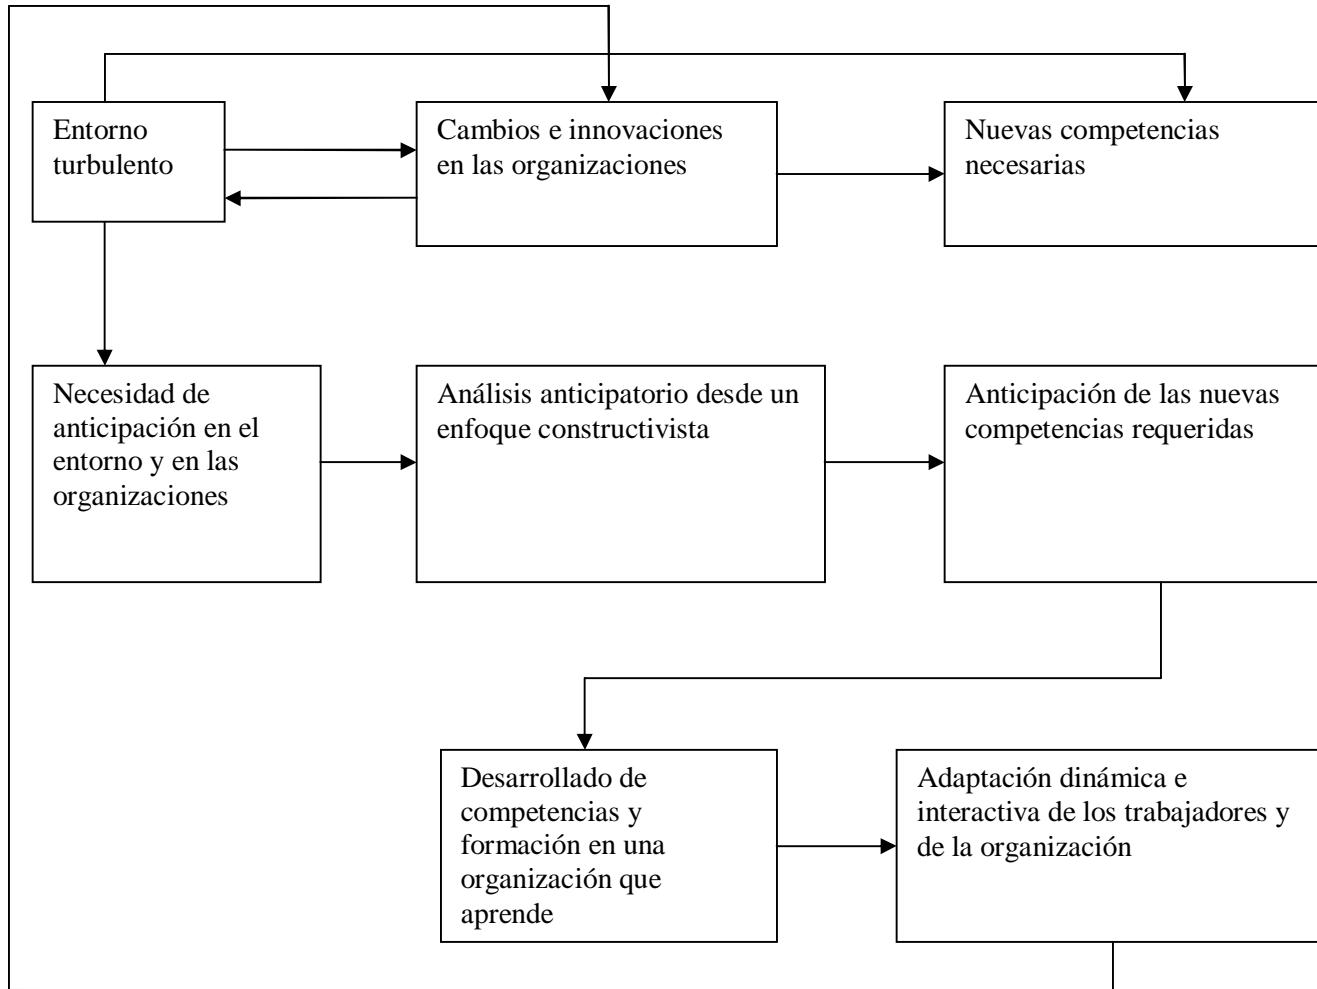 Entorno
turbulento
Cambios e innovaciones
en las organizaciones
Nuevas competencias
necesarias
Necesidad de
anticipación en el
entorno y en las
organizaciones
Análisis anticipatorio desde un
enfoque constructivista
Anticipación de las nuevas
competencias requeridas
Desarrollado de
competencias y
formación en una
organización que
aprende
Adaptación dinámica e
interactiva de los trabajadores y
de la organización